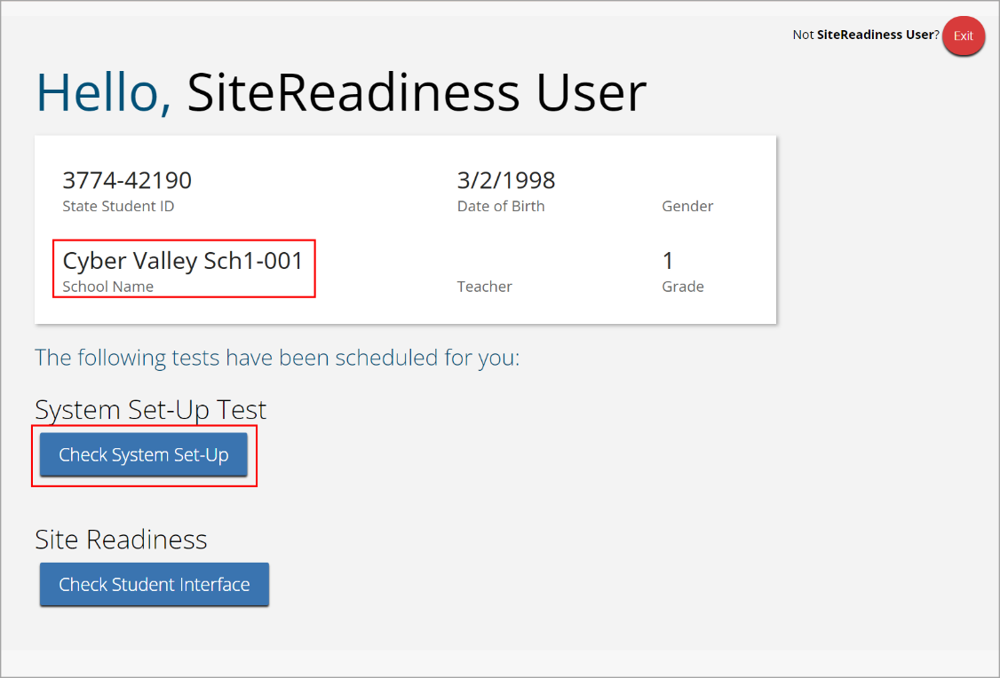 Not SiteReadiness User?
Exit
Hello, SiteReadiness User
3774-42190
State Student ID
3/2/1998
Date of Birth
Gender
Cyber Valley Sch1-001
School Name
Teacher
1
Grade
The following tests have been scheduled for you:
System Set-Up Test
Check System Set-Up
Site Readiness
Check Student Interface